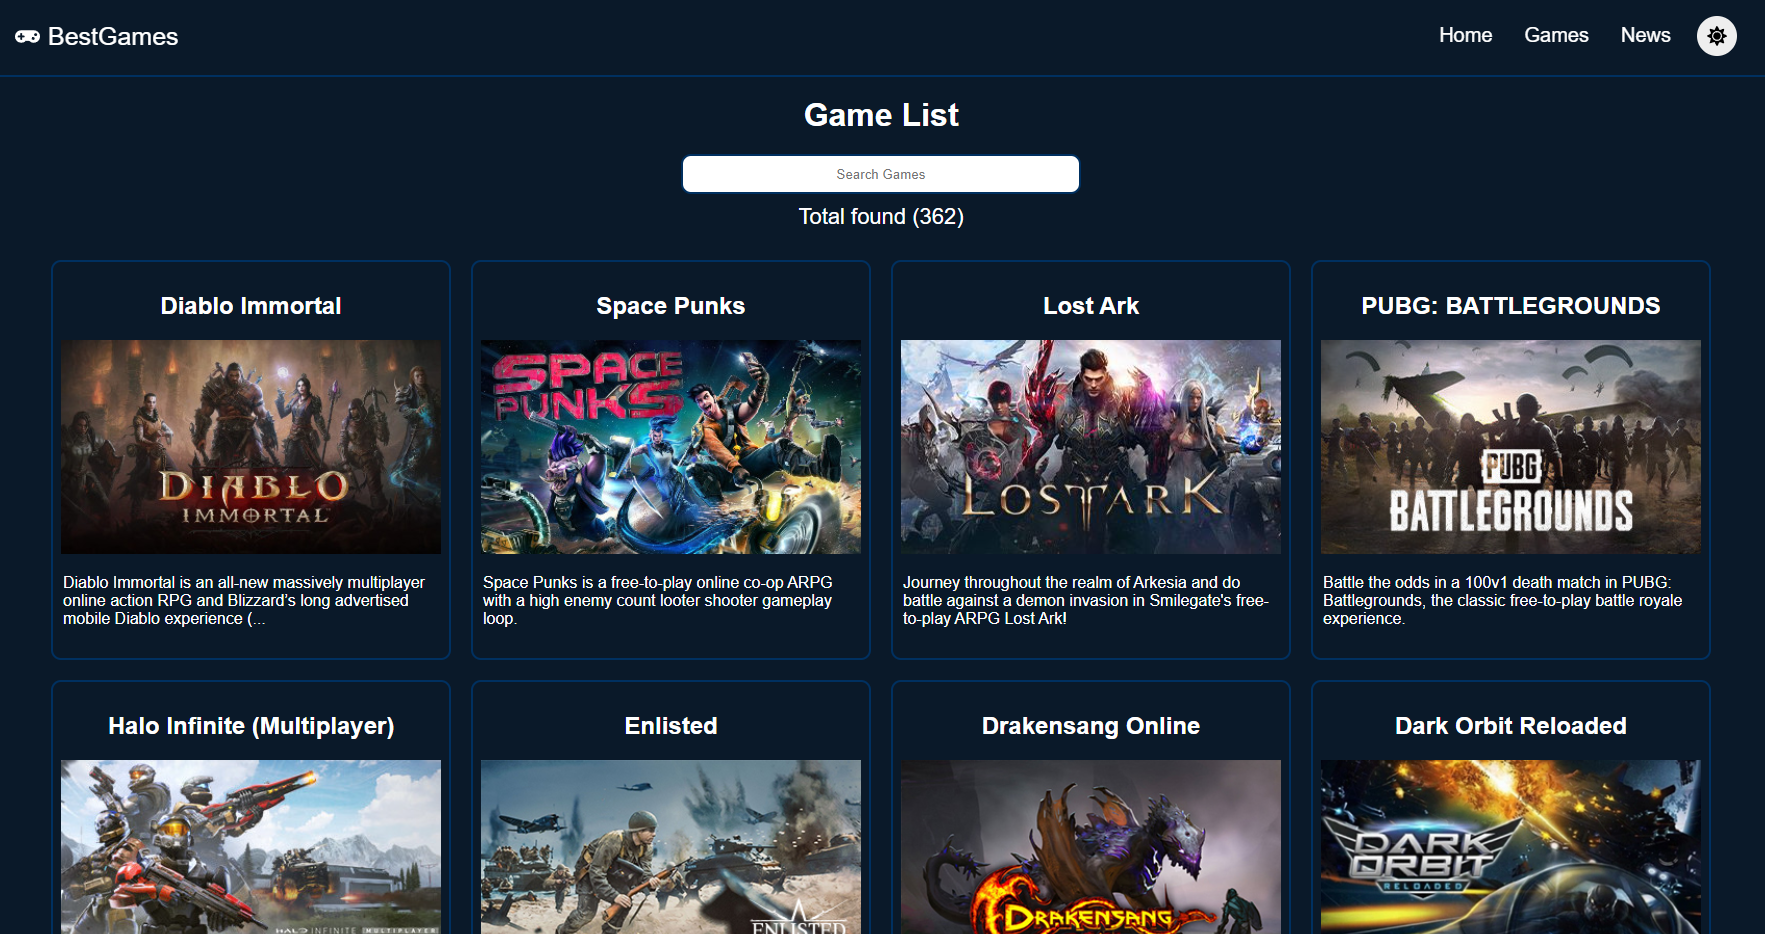 BestGames
Home
Games
News
Game List
Search Games
Total found (362)
Diablo Immortal
Space Punks
Lost Ark
PUBG: BATTLEGROUNDS
DIABLO
IMMORTAL
SPACE
PUNKS
LOST ARK
PUBG
BATTLEGROUNDS
Diablo Immortal is an all-new massively multiplayer
online action RPG and Blizzard’s long advertised
mobile Diablo experience (...
Space Punks is a free-to-play online co-op ARPG
with a high enemy count looter shooter gameplay
loop.
Journey throughout the realm of Arkesia and do
battle against a demon invasion in Smilegate's free-
to-play ARPG Lost Ark!
Battle the odds in a 100v1 death match in PUBG:
Battlegrounds, the classic free-to-play battle royale
experience.
Halo Infinite (Multiplayer)
Enlisted
Drakensang Online
Dark Orbit Reloaded
HALO INFINITE MULTIPLAYER
ENLISTED
DRAKENSANG
DARK
ORBIT
RELOADED